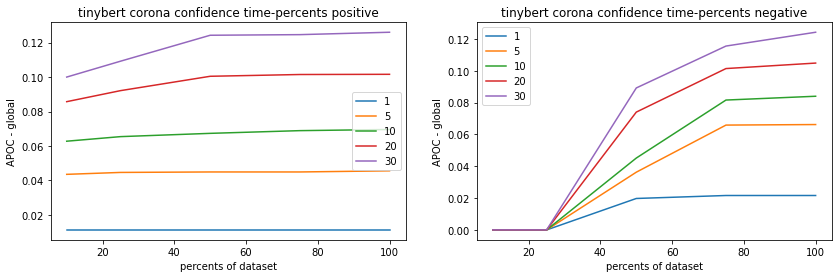 tinybert corona confidence time-percents positive
APOC - global
0.12
0.10
0.08
0.06
0.04
0.02
1
5
10
20
30
20 40 60 80 100
percents of dataset
tinybert corona confidence time-percents negative
APOC - global
0.12
0.10
0.08
0.06
0.04
0.02
0.00
1
5
10
20
30
20 40 60 80 100
percents of dataset